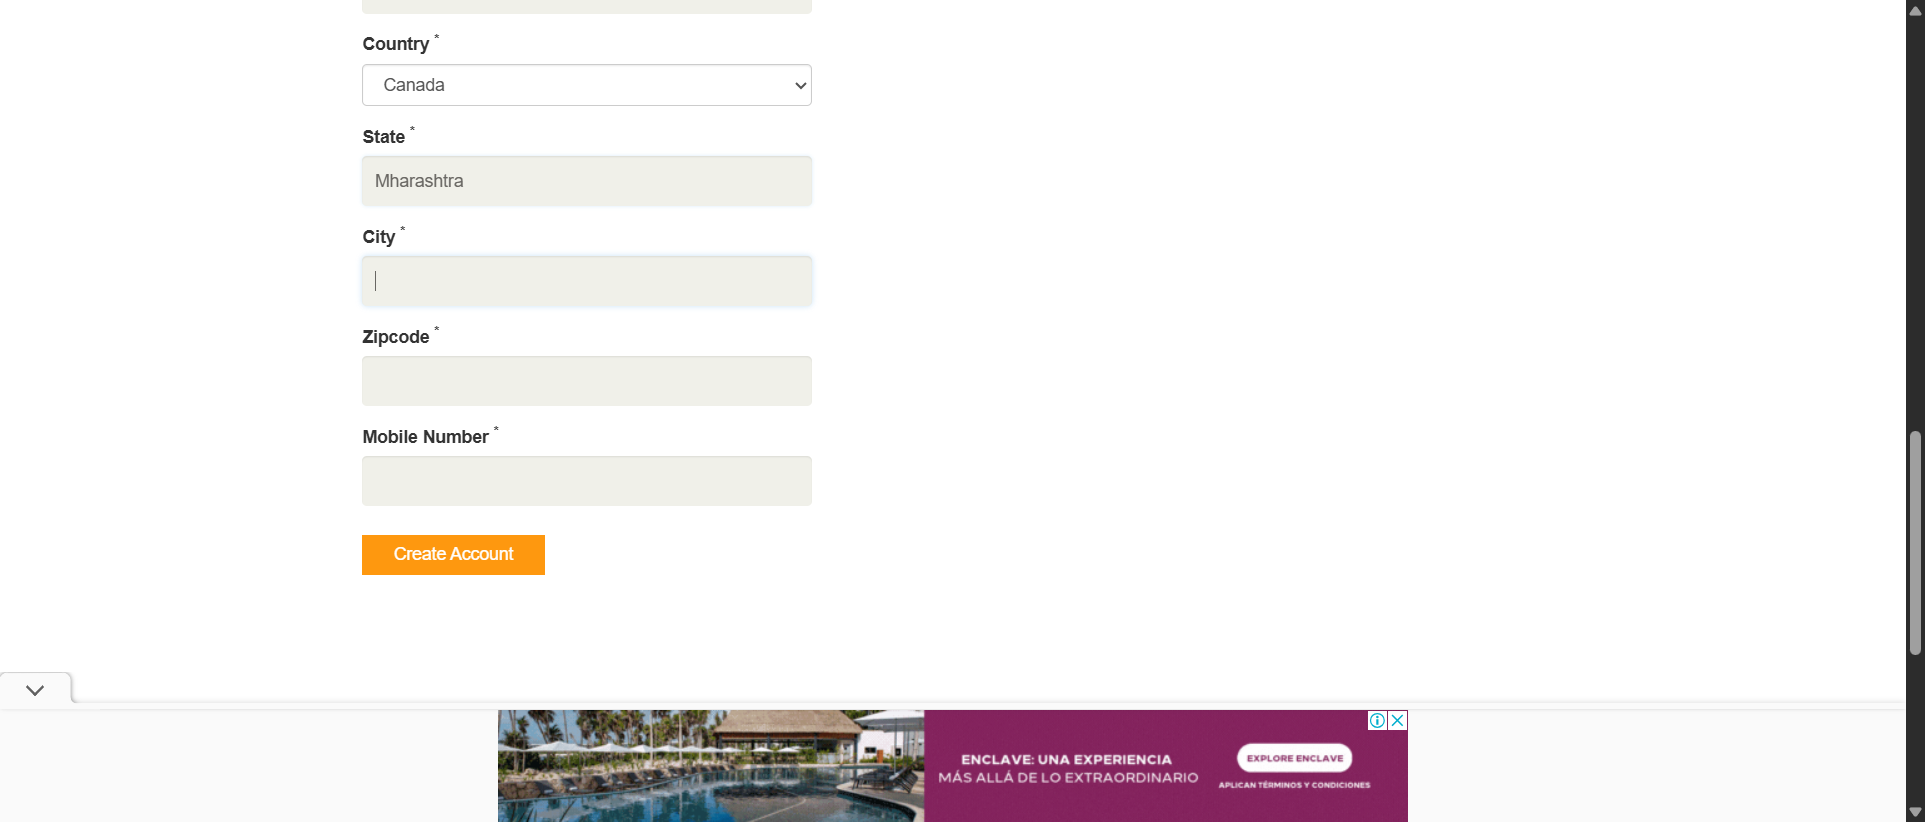 Country *
Canada
State *
Mharashtra
City *
Zipcode *
Mobile Number *
Create Account
ENCLAVE: UNA EXPERIENCIA
MÁS ALLÁ DE LO EXTRAORDINARIO
EXPLORE ENCLAVE
APLICAN TÉRMINOS Y CONDICIONES